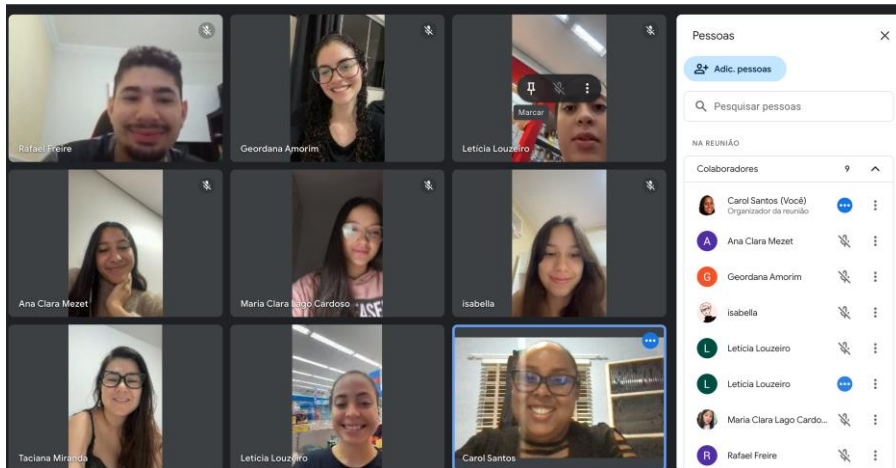 Rafael Freire
Geordana Amorim
Marcar
Letícia Louzeiro
Ana Clara Mezet
Maria Clara Lago Cardoso
isabella
Taciana Miranda
Letícia Louzeiro
Carol Santos
Pessoas
Adic. pessoas
Pesquisar pessoas
NA REUNIÃO
Colaboradores 9
Carol Santos (Você)
Organizador da reunião
A Ana Clara Mezet
G Geordana Amorim
isabella
L Letícia Louzeiro
L Letícia Louzeiro
Maria Clara Lago Cardo...
R Rafael Freire